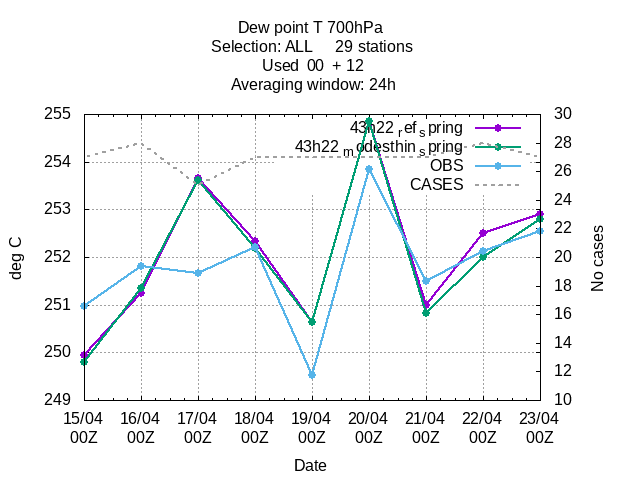 Dew point T 700hPa
Selection: ALL 29 stations
Used 00 + 12
Averaging window: 24h
255 30
43h22_ref_spring
43h22_modesthin_spring
OBS
CASES
254
253
252
251
250
249
28
26
24
22
20
18
16
14
12
10
deg C
No cases
15/04 16/04 17/04 18/04 19/04 20/04 21/04 22/04 23/04
00Z 00Z 00Z 00Z 00Z 00Z 00Z 00Z 00Z
Date